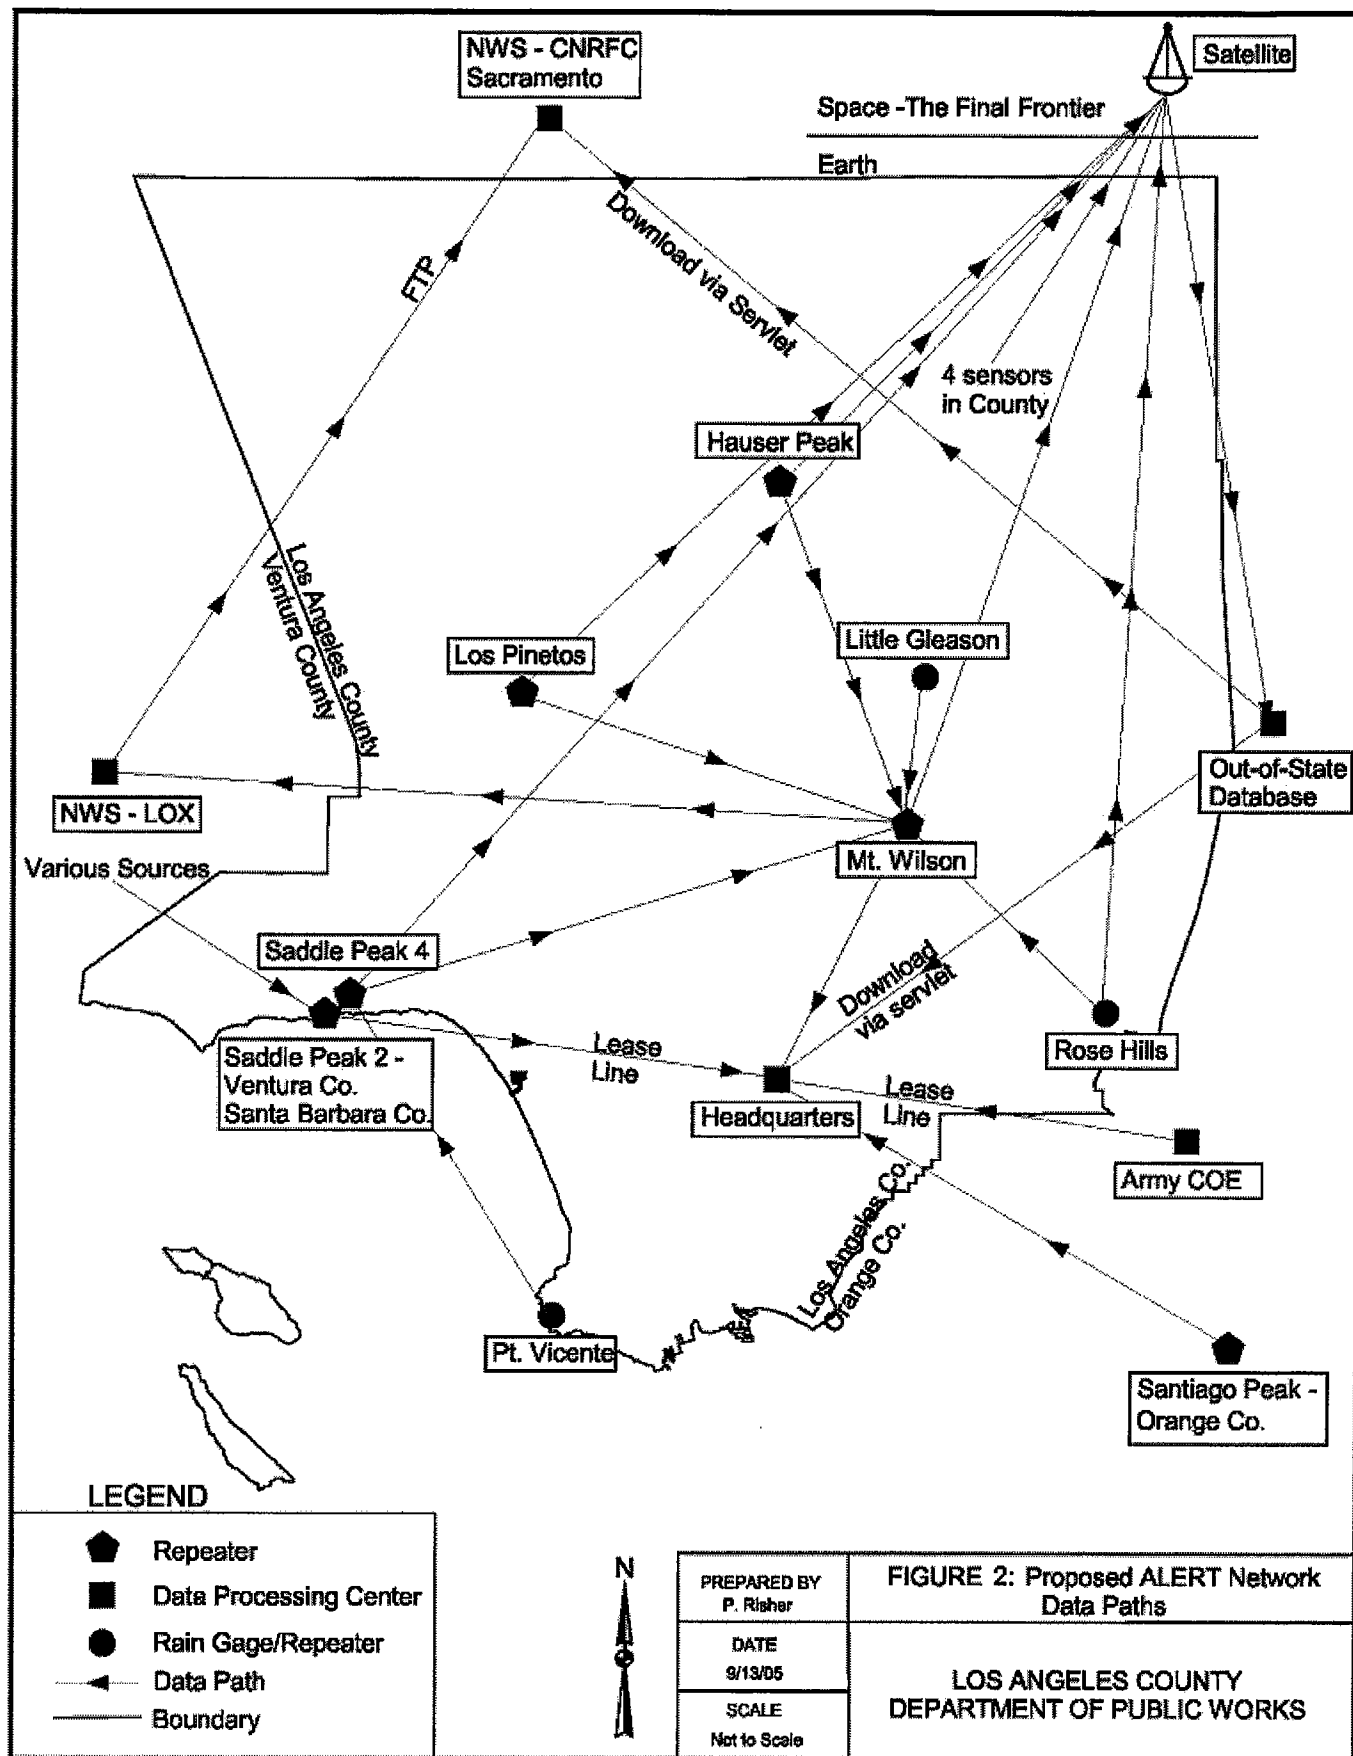 NWS - CNRFC
Sacramento
Satellite
Space -The Final Frontier
Earth
Download via Servlet
FTP
4 sensors
in County
Hauser Peak
Los Angeles County
Ventura County
Little Gleason
Los Pinetos
Out-of-State
Database
NWS - LOX
Mt. Wilson
Various Sources
Saddle Peak 4
Download
via servlet
Rose Hills
Saddle Peak 2 -
Ventura Co.
Santa Barbara Co.
Lease
Line
Lease
Line
Headquarters
Army COE
Los Angeles Co.
Orange Co.
Pt. Vicente
Santiago Peak -
Orange Co.
LEGEND
Repeater
Data Processing Center
Rain Gage/Repeater
Data Path
Boundary
N
PREPARED BY
P. Risher
DATE
9/13/05
SCALE
Not to Scale
FIGURE 2: Proposed ALERT Network
Data Paths
LOS ANGELES COUNTY
DEPARTMENT OF PUBLIC WORKS